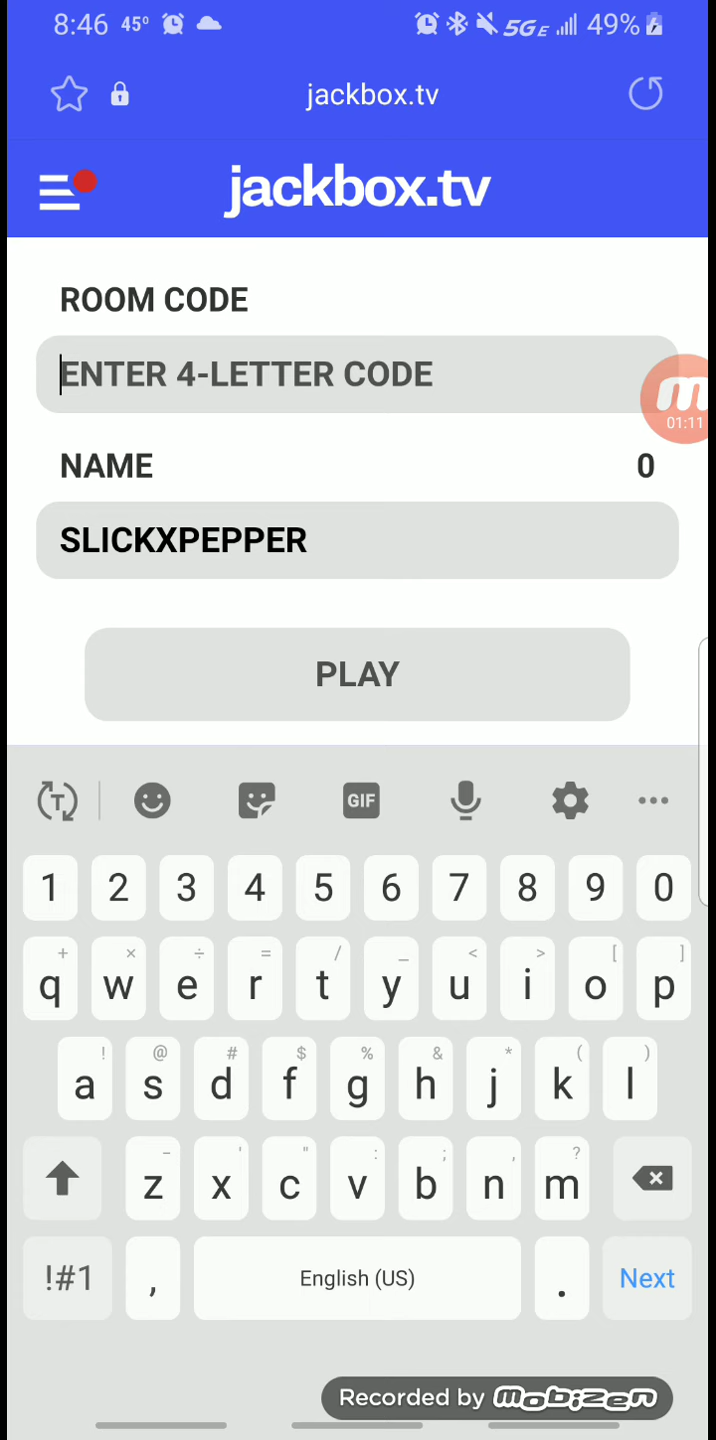 8:46 45° 5GE 49%
jackbox.tv
jackbox.tv
ROOM CODE
ENTER 4-LETTER CODE
m
01:11
NAME 0
SLICKXPEPPER
PLAY
T GIF
1 2 3 4 5 6 7 8 9 0
+ × ÷ = / _ < > [ ]
q w e r t y u i o p
! @ # $ % & * ( )
a s d f g h j k l
- ' " : ; , ?
z x c v b n m
!#1 , English (US) . Next
Recorded by mobizen